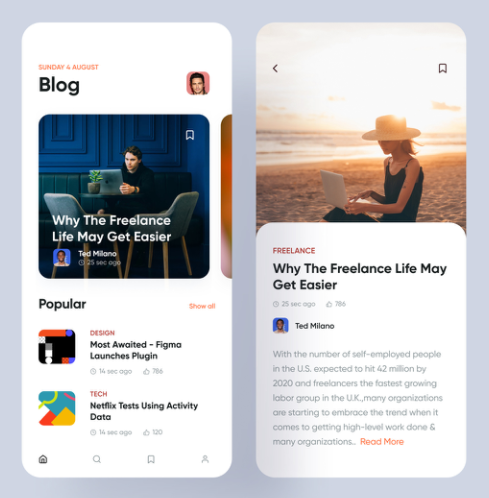 SUNDAY 4 AUGUST
Blog
Why The Freelance
Life May Get Easier
Ted Milano
25 sec ago
Popular
Show all
DESIGN
Most Awaited - Figma
Launches Plugin
14 sec ago 786
TECH
Netflix Tests Using Activity
Data
14 sec ago 120
FREELANCE
Why The Freelance Life May
Get Easier
25 sec ago 786
Ted Milano
With the number of self-employed people
in the U.S. expected to hit 42 million by
2020 and freelancers the fastest growing
labor group in the U.K.,many organizations
are starting to embrace the trend when it
comes to getting high-level work done &
many organizations.. Read More